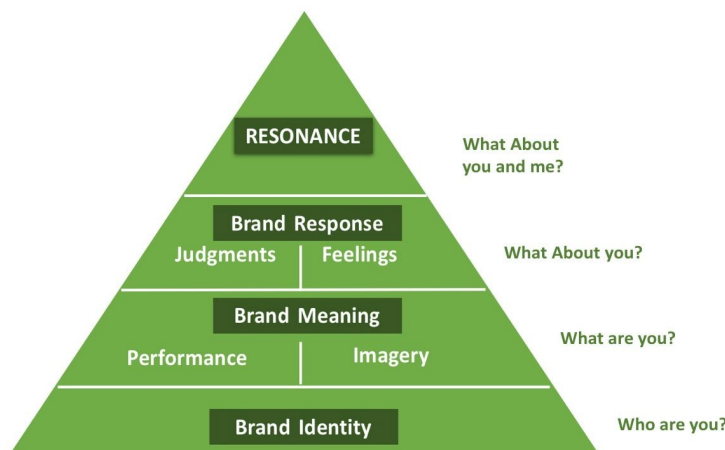 RESONANCE
What About
you and me?
Brand Response
Judgments Feelings
What About you?
Brand Meaning
Performance Imagery
What are you?
Brand Identity
Who are you?